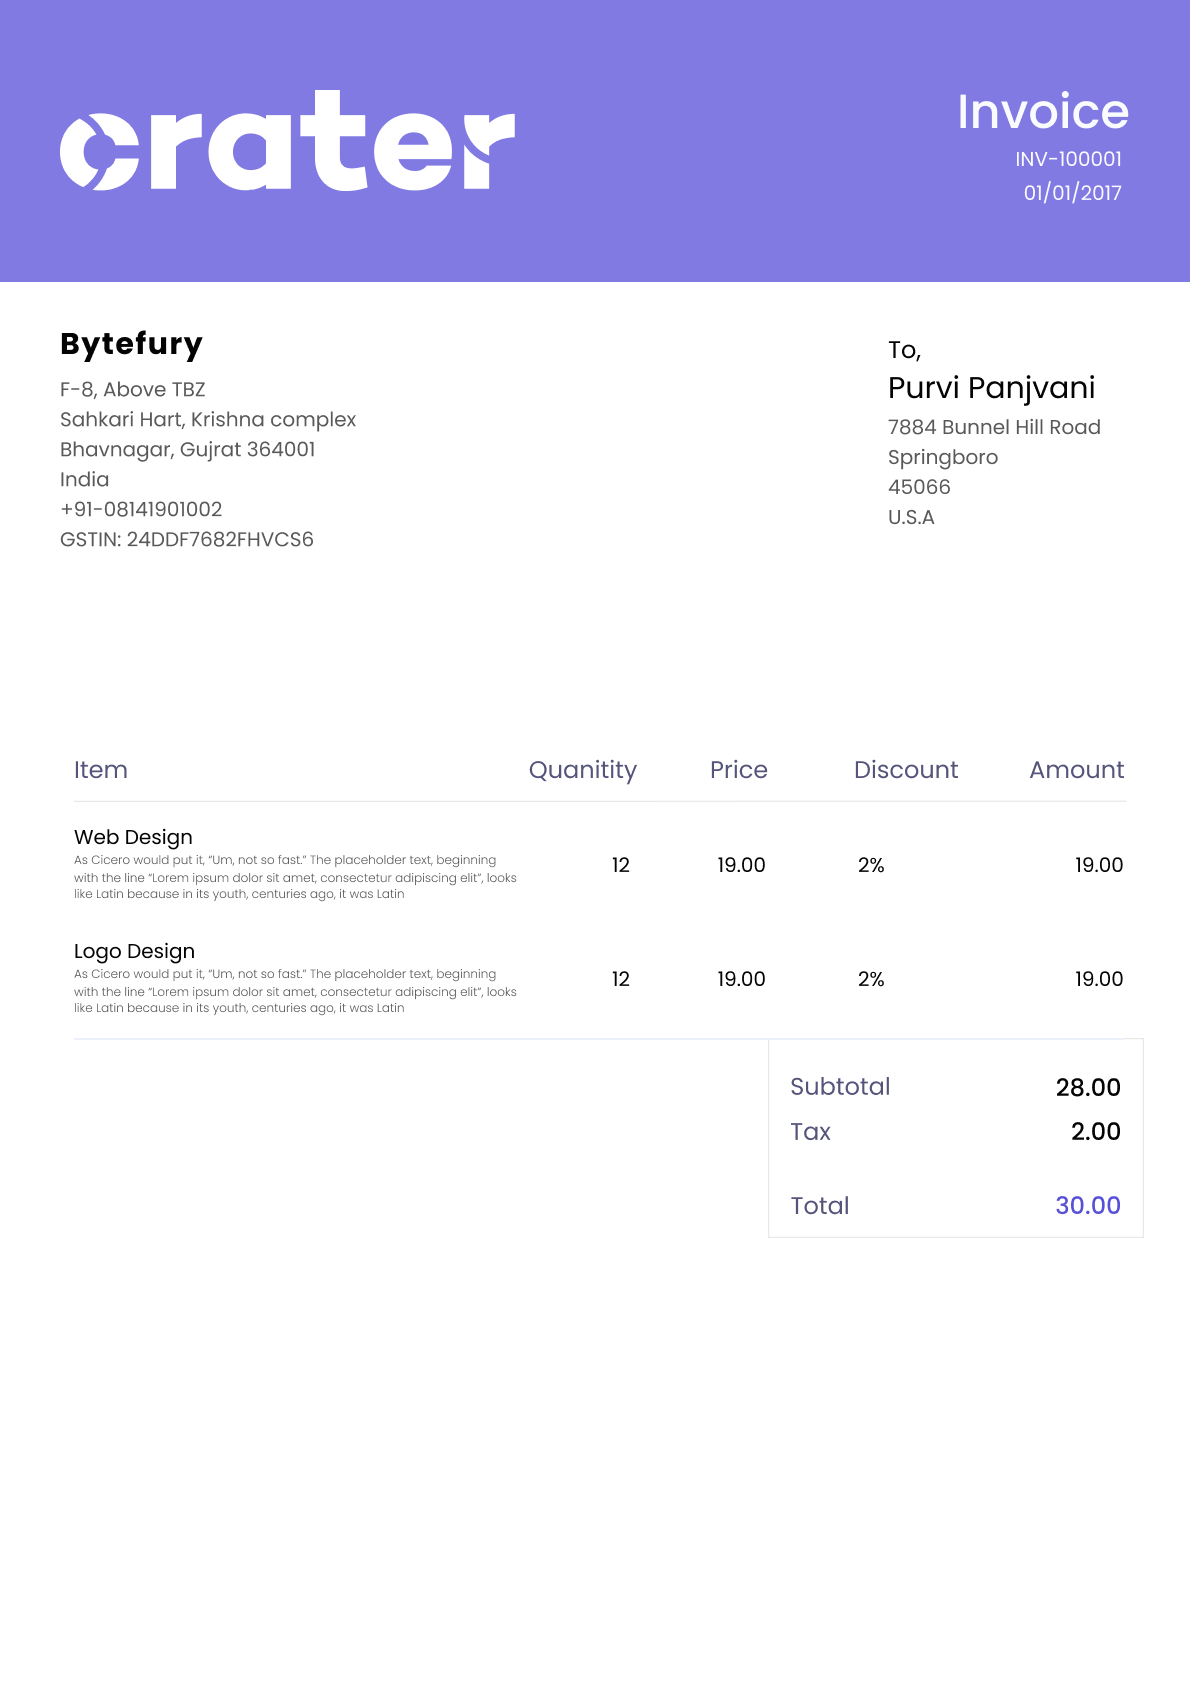 crater
Invoice
INV-100001
01/01/2017
Bytefury
F-8, Above TBZ
Sahkari Hart, Krishna complex
Bhavnagar, Gujrat 364001
India
+91-08141901002
GSTIN: 24DDF7682FHVCS6
To,
Purvi Panjvani
7884 Bunnel Hill Road
Springboro
45066
U.S.A
Item Quanitity Price Discount Amount
Web Design
As Cicero would put it, “Um, not so fast.” The placeholder text, beginning
with the line “Lorem ipsum dolor sit amet, consectetur adipiscing elit”, looks
like Latin because in its youth, centuries ago, it was Latin
12 19.00 2% 19.00
Logo Design
As Cicero would put it, “Um, not so fast.” The placeholder text, beginning
with the line “Lorem ipsum dolor sit amet, consectetur adipiscing elit”, looks
like Latin because in its youth, centuries ago, it was Latin
12 19.00 2% 19.00
Subtotal 28.00
Tax 2.00
Total 30.00